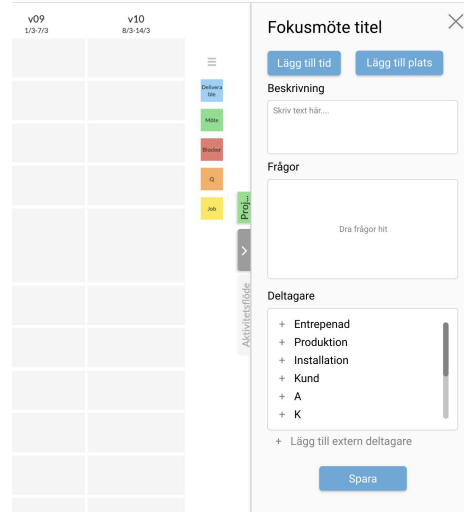 v09
1/3-7/3
v10
8/3-14/3
Delivera
ble
Möte
Blocker
Q
Job
Proj...
Aktivitetsflöde
Fokusmöte titel
Lägg till tid
Lägg till plats
Beskrivning
Skriv text här....
Frågor
Dra frågor hit
Deltagare
+ Entrepenad
+ Produktion
+ Installation
+ Kund
+ A
+ K
+ Lägg till extern deltagare
Spara